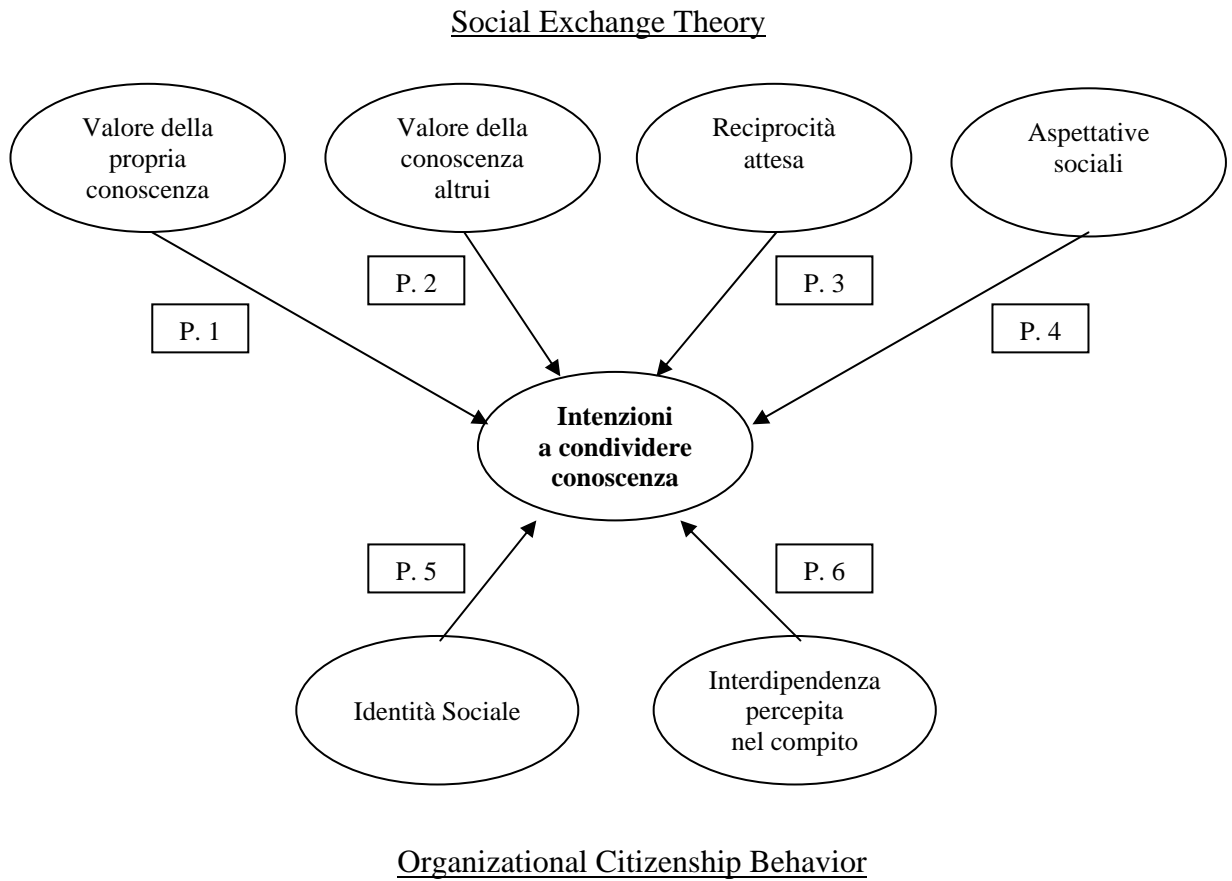 Social Exchange Theory
Valore della
propria
conoscenza
Valore della
conoscenza
altrui
Reciprocità
attesa
Aspettative
sociali
P. 2
P. 3
P. 1
P. 4
Intenzioni
a condividere
conoscenza
P. 5
P. 6
Identità Sociale
Interdipendenza
percepita
nel compito
Organizational Citizenship Behavior